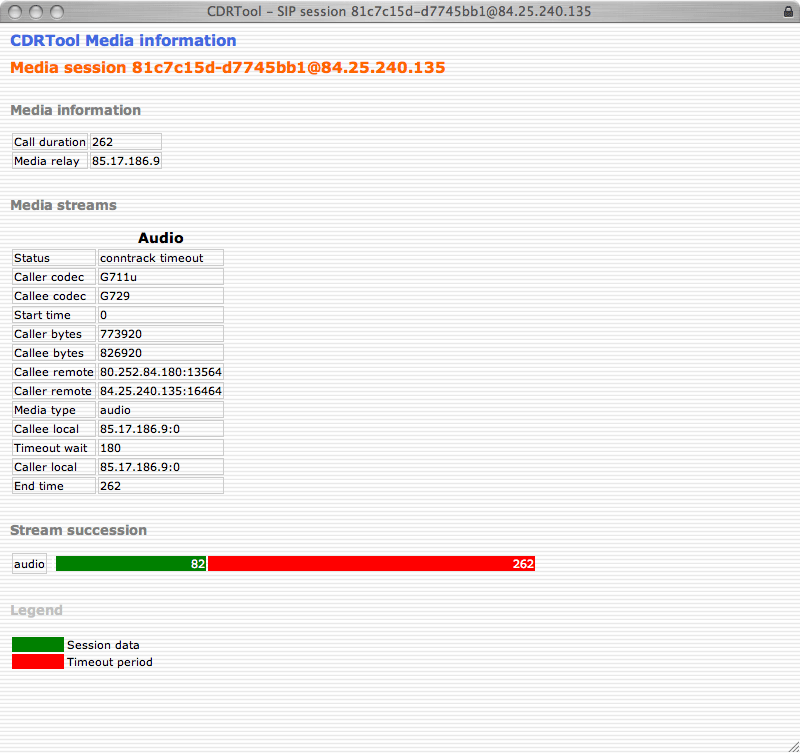 CDRTool – SIP session 81c7c15d-d7745bb1@84.25.240.135
CDRTool Media information
Media session 81c7c15d-d7745bb1@84.25.240.135
Media information
Call duration 262
Media relay 85.17.186.9
Media streams
Audio
Status conntrack timeout
Caller codec G711u
Callee codec G729
Start time 0
Caller bytes 773920
Callee bytes 826920
Callee remote 80.252.84.180:13564
Caller remote 84.25.240.135:16464
Media type audio
Callee local 85.17.186.9:0
Timeout wait 180
Caller local 85.17.186.9:0
End time 262
Stream succession
audio 82 262
Legend
Session data
Timeout period